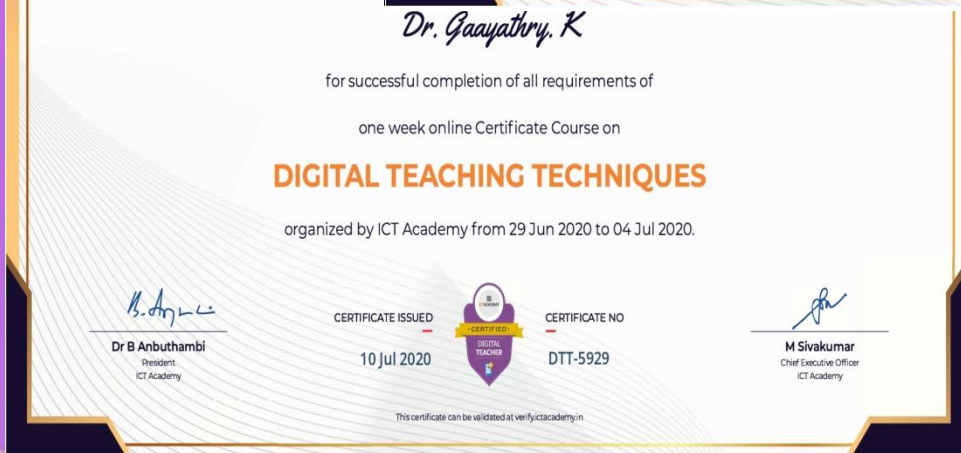 Dr. Gaayathry. K
for successful completion of all requirements of
one week online Certificate Course on
DIGITAL TEACHING TECHNIQUES
organized by ICT Academy from 29 Jun 2020 to 04 Jul 2020.
Dr B Anbuthambi
President
ICT Academy
CERTIFICATE ISSUED
10 Jul 2020
CERTIFIED
DIGITAL
TEACHER
CERTIFICATE NO
DTT-5929
M Sivakumar
Chief Executive Officer
ICT Academy
This certificate can be validated at verify.ictacademy.in